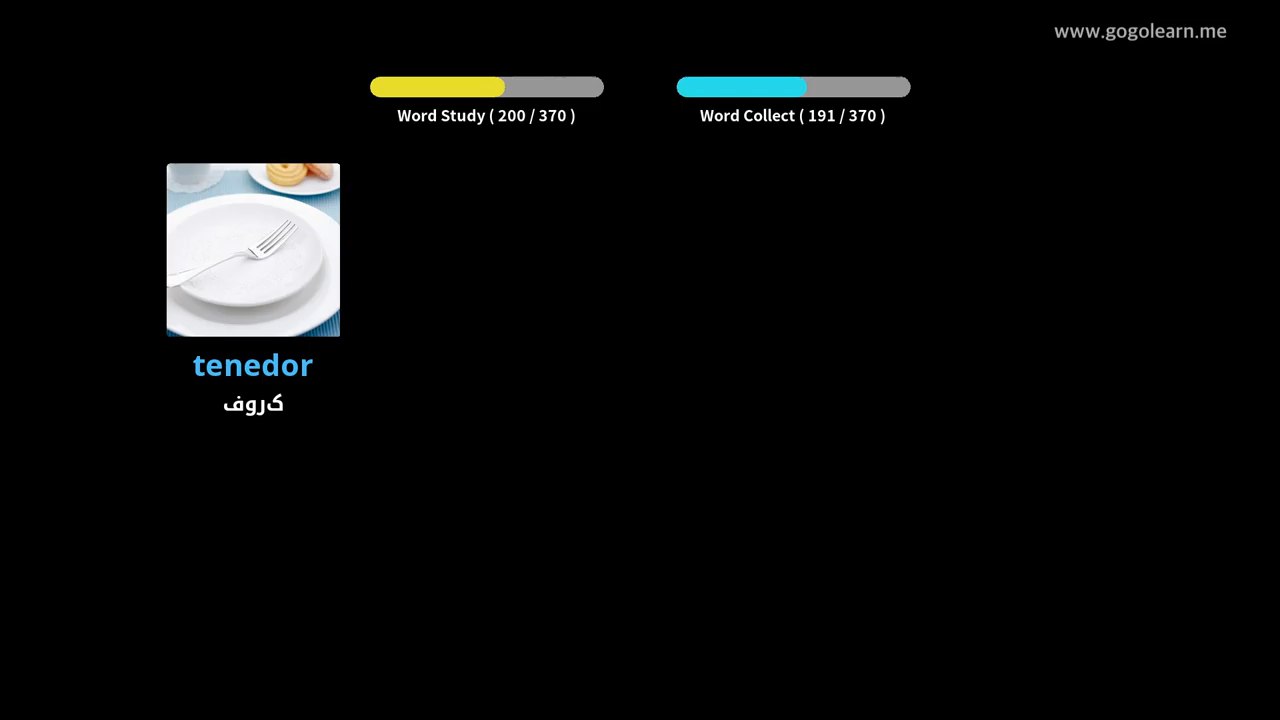 www.gogolearn.me
Word Study ( 200 / 370 )
Word Collect ( 191 / 370 )
tenedor
کروف